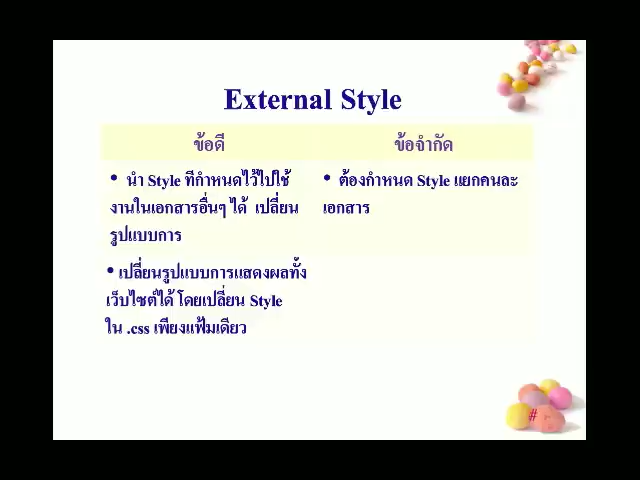 External Style
ข้อดี
ข้อจำกัด
• นำ Style ที่กำหนดไว้ไปใช้
งานในเอกสารอื่นๆ ได้ เปลี่ยน
รูปแบบการ
• ต้องกำหนด Style แยกคนละ
เอกสาร
• เปลี่ยนรูปแบบการแสดงผลทั้ง
เว็บไซต์ได้ โดยเปลี่ยน Style
ใน .css เพียงแฟ้มเดียว
#